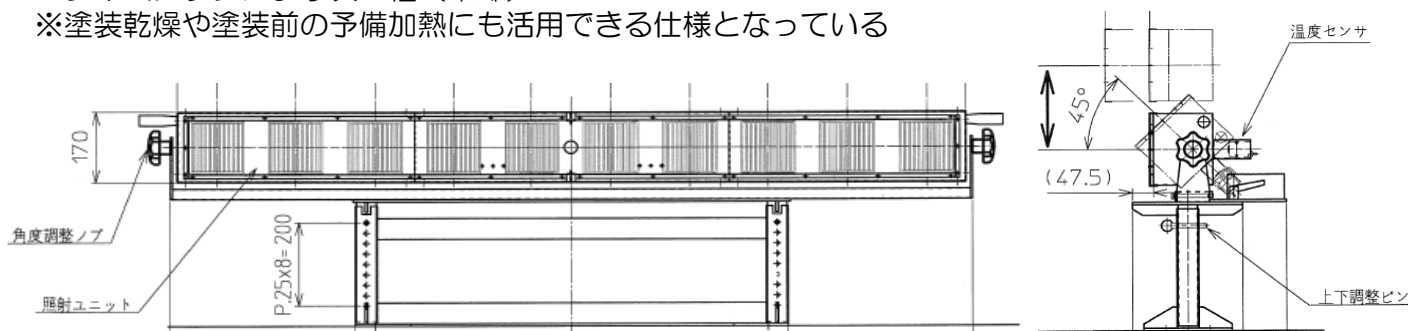 ※塗装乾燥や塗装前の予備加熱にも活用できる仕様となっている
温度センサ
45°
170
(47.5)
角度調整ノブ
P.25x8=200
照射ユニット
上下調整ピン